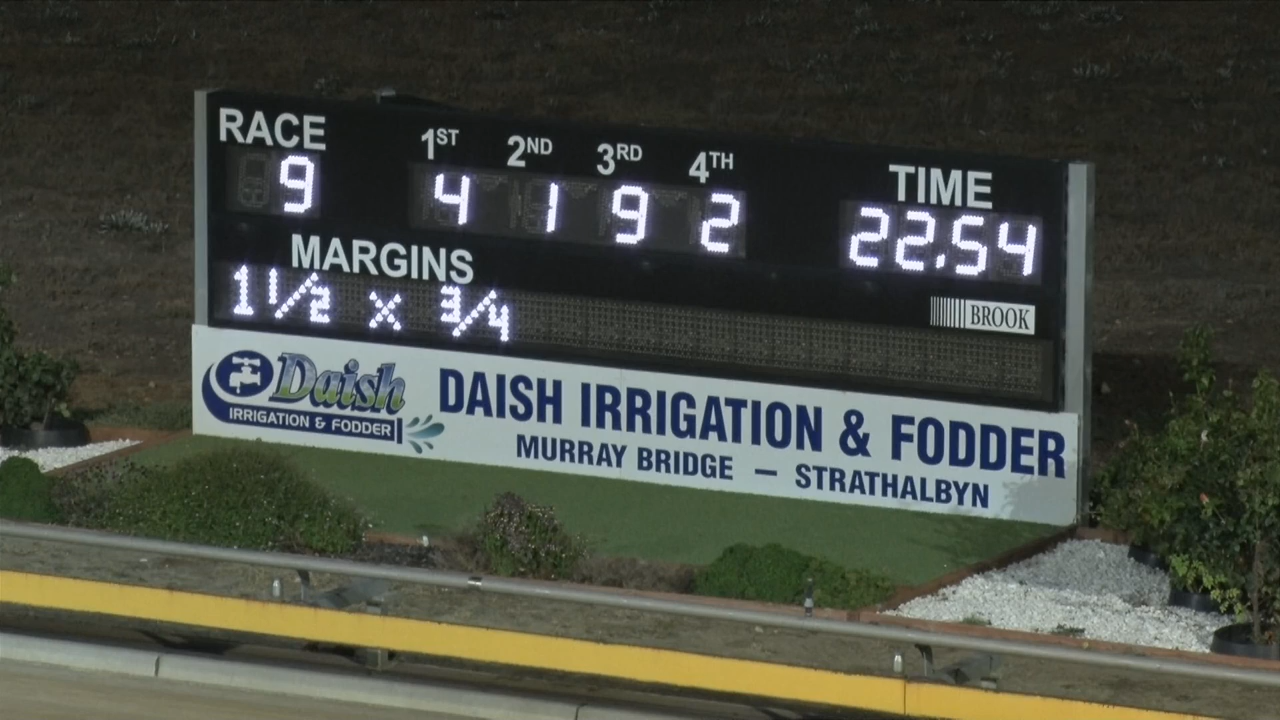 RACE 1ST 2ND 3RD 4TH TIME
9 4 1 9 2 22.54
MARGINS
1 1/2 x 3/4
BROOK
Daish
IRRIGATION & FODDER
DAISH IRRIGATION & FODDER
MURRAY BRIDGE — STRATHALBYN